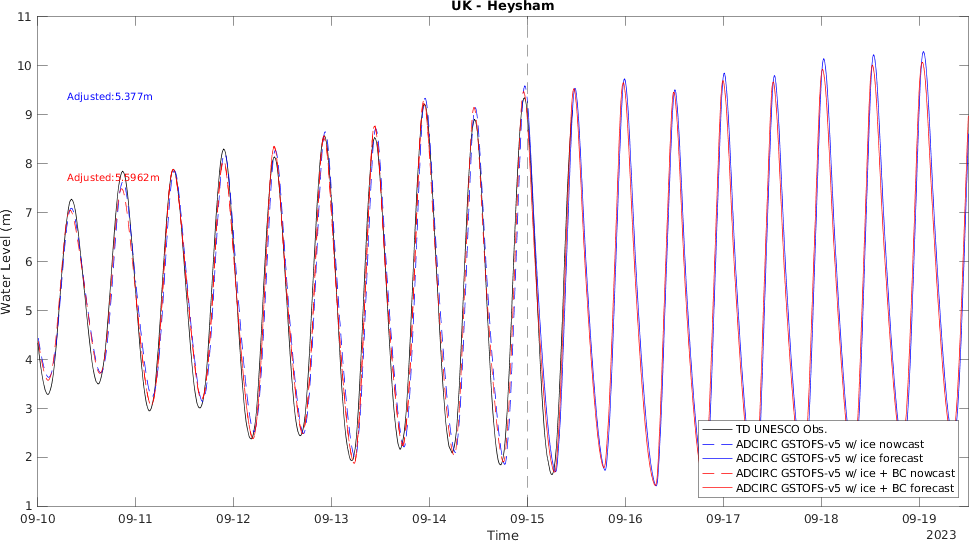 UK - Heysham
11
10
9
8
7
6
5
4
3
2
1
Water Level (m)
Adjusted:5.377m
Adjusted:5.5962m
TD UNESCO Obs.
ADCIRC GSTOFS-v5 w/ ice nowcast
ADCIRC GSTOFS-v5 w/ ice forecast
ADCIRC GSTOFS-v5 w/ ice + BC nowcast
ADCIRC GSTOFS-v5 w/ ice + BC forecast
09-10 09-11 09-12 09-13 09-14 09-15 09-16 09-17 09-18 09-19
Time
2023